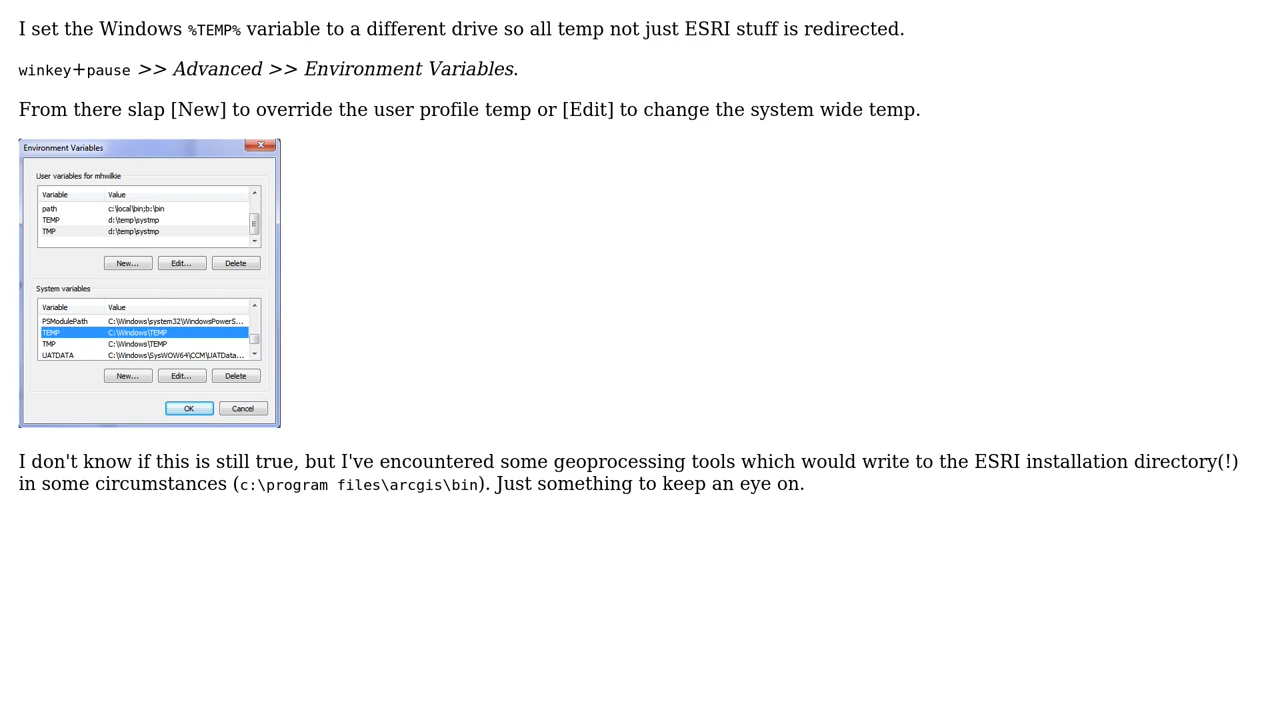 I set the Windows %TEMP% variable to a different drive so all temp not just ESRI stuff is redirected.
winkey+pause >> Advanced >> Environment Variables.
From there slap [New] to override the user profile temp or [Edit] to change the system wide temp.
Environment Variables
User variables for mhwilkie
Variable Value
path c:\local\bin;b:\bin
TEMP d:\temp\systmp
TMP d:\temp\systmp
New... Edit... Delete
System variables
Variable Value
PSModulePath C:\Windows\system32\WindowsPowerS...
TEMP C:\Windows\TEMP
TMP C:\Windows\TEMP
UATDATA C:\Windows\SysWOW64\CCM\UATData...
New... Edit... Delete
OK Cancel
I don't know if this is still true, but I've encountered some geoprocessing tools which would write to the ESRI installation directory(!)
in some circumstances (c:\program files\arcgis\bin). Just something to keep an eye on.